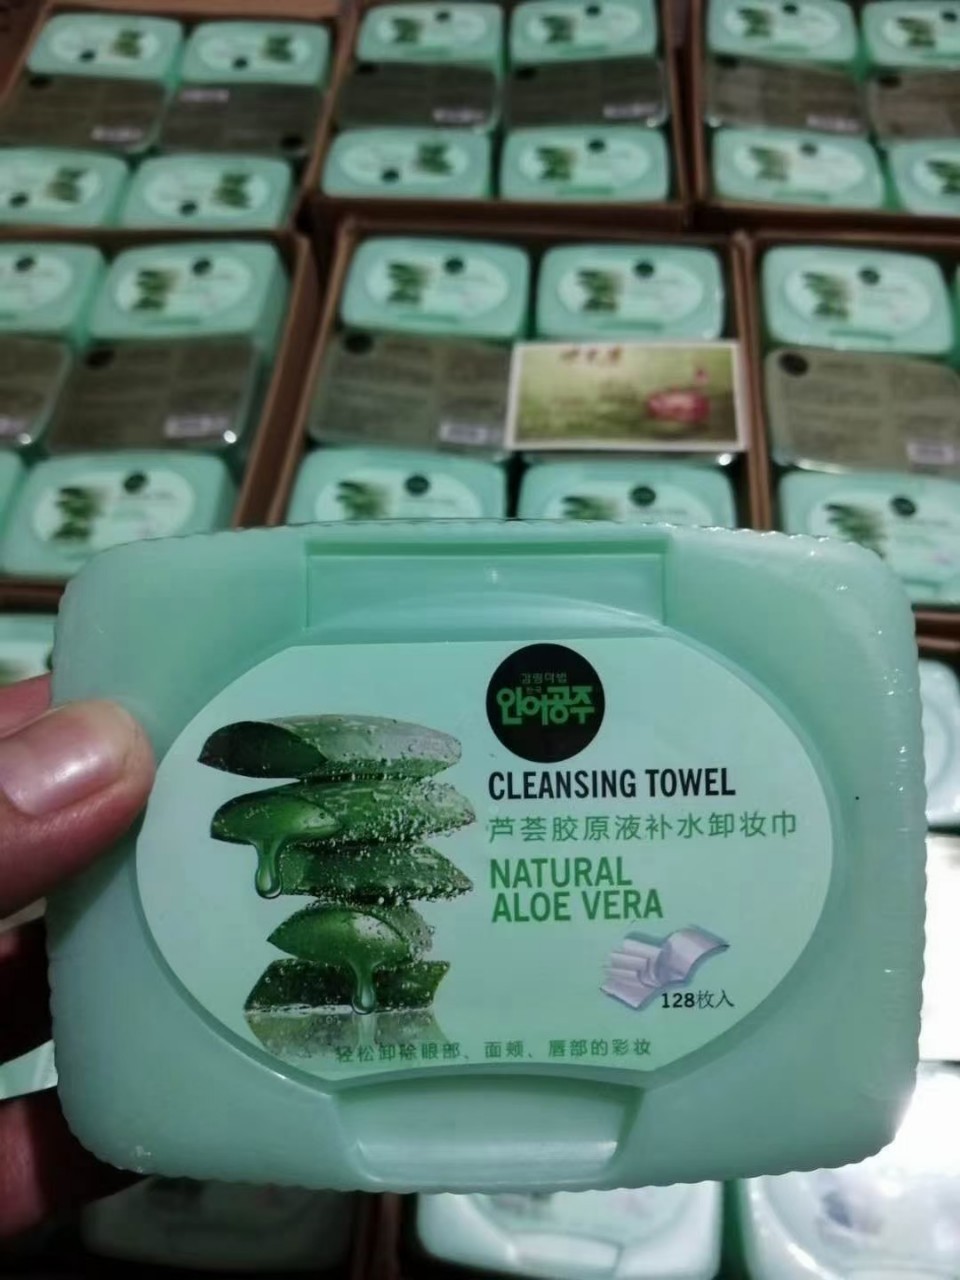 인어공주
CLEANSING TOWEL
芦荟胶原液补水卸妆巾
NATURAL
ALOE VERA
128枚入
轻松卸除眼部、面颊、唇部的彩妆